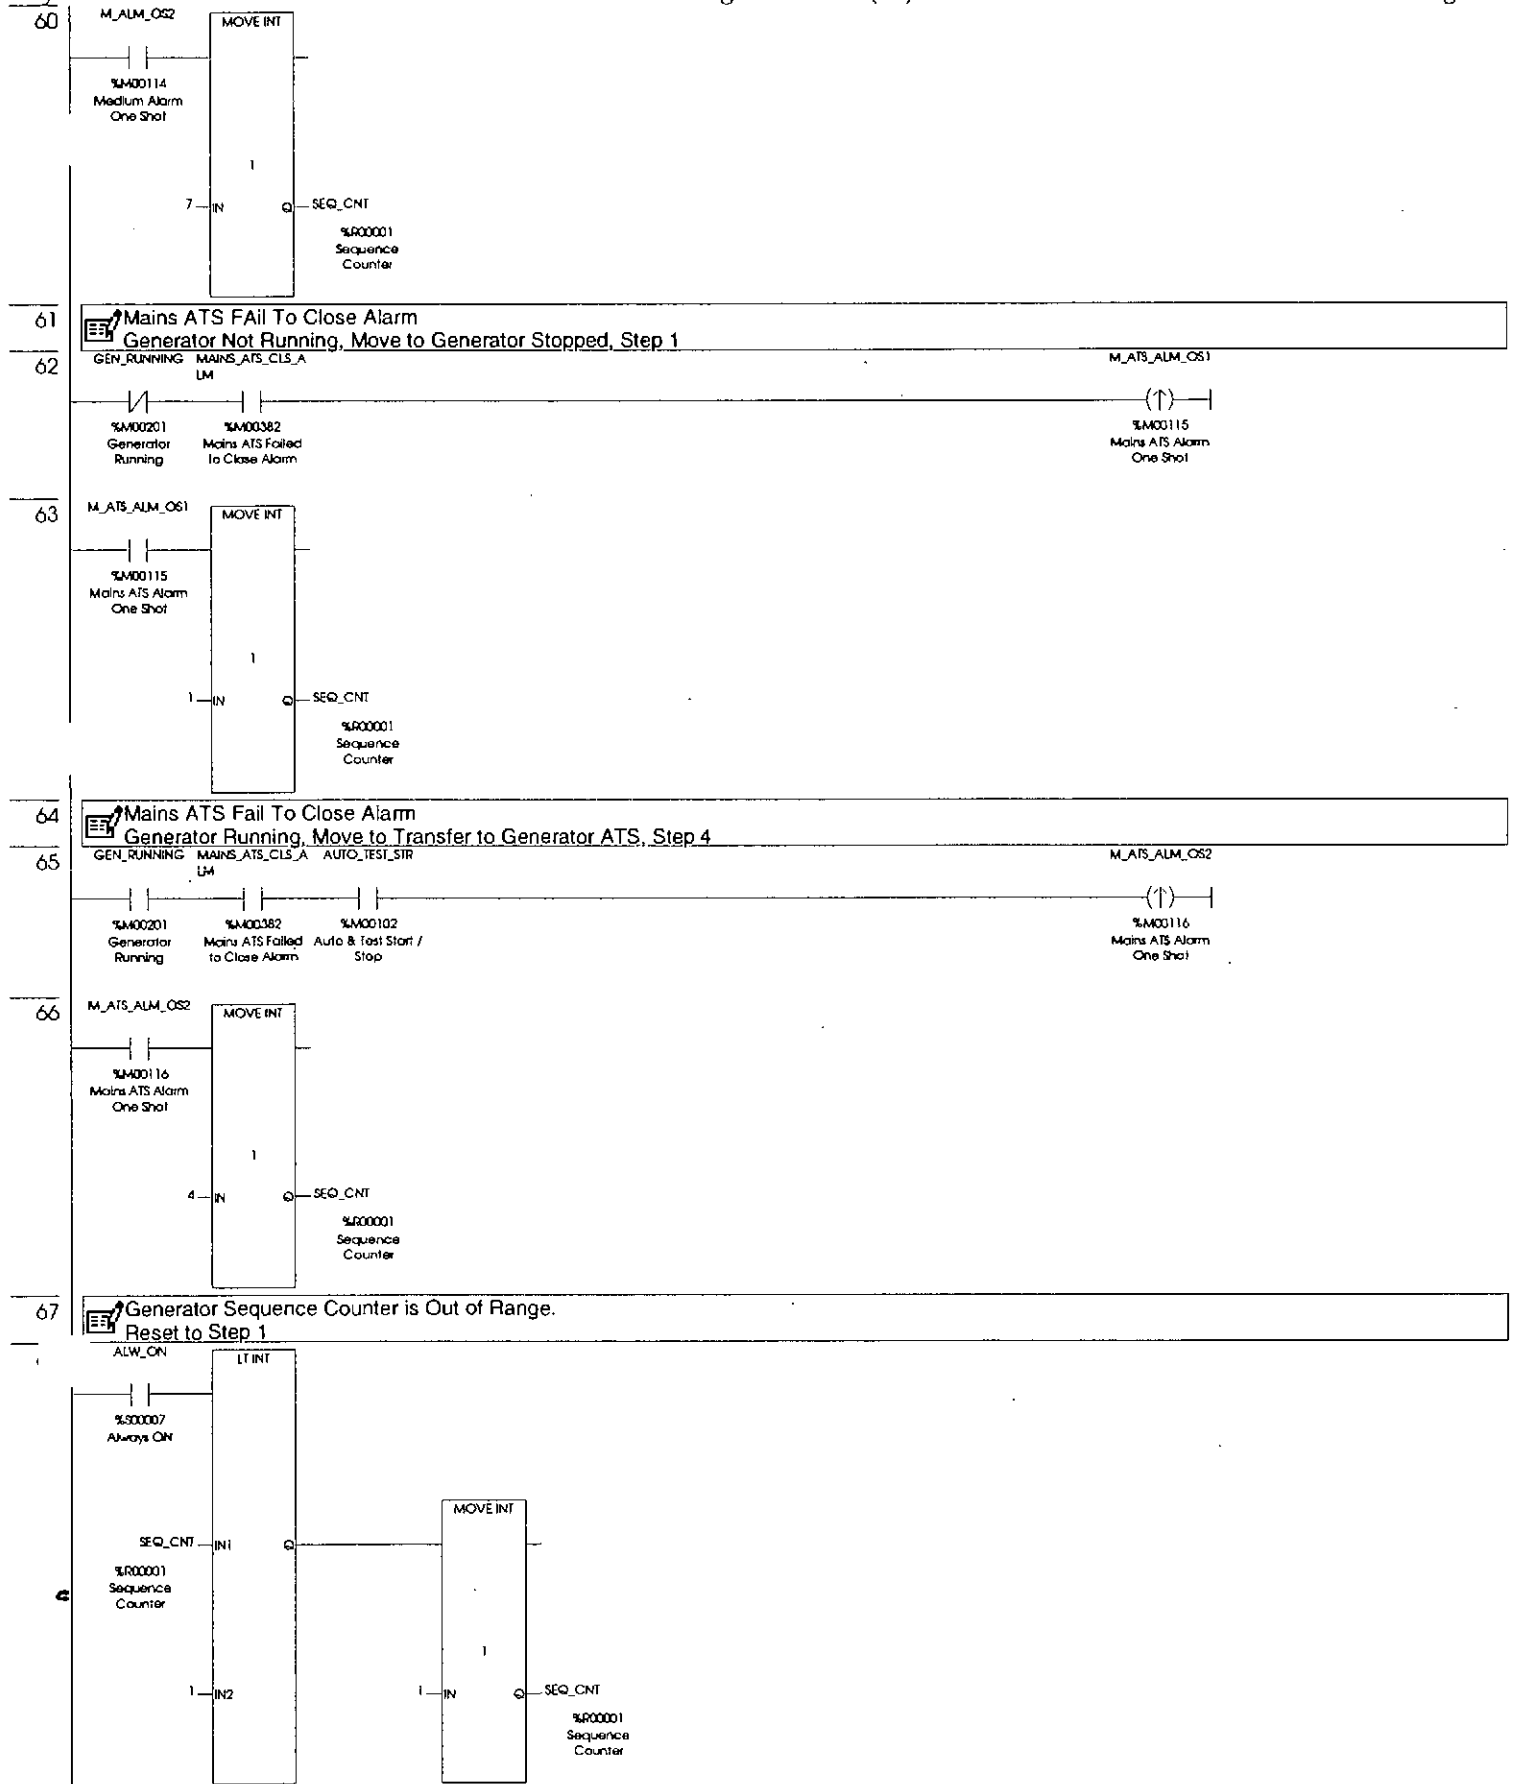 60
M_ALM_OS2
MOVE INT
%M00114
Medium Alarm
One Shot
1
7 IN Q SEQ_CNT
%R00001
Sequence
Counter
61
Mains ATS FAil To Close Alarm
Generator Not Running, Move to Generator Stopped, Step 1
62
GEN_RUNNING MAINS_ATS_CLS_A M_ATS_ALM_OS1
LM
(↑)
%M00201 %M00382 %M00115
Generator Mains ATS Failed Mains ATS Alarm
Running to Close Alarm One Shot
63
M_ATS_ALM_OS1
MOVE INT
%M00115
Mains ATS Alarm
One Shot
1
1 IN Q SEQ_CNT
%R00001
Sequence
Counter
64
Mains ATS Fail To Close Alarm
Generator Running, Move to Transfer to Generator ATS, Step 4
65
GEN_RUNNING MAINS_ATS_CLS_A AUTO_TEST_STR M_ATS_ALM_OS2
LM
(↑)
%M00201 %M00382 %M00102 %M00116
Generator Mains ATS Failed Auto & Test Start / Mains ATS Alarm
Running to Close Alarm Stop One Shot
66
M_ATS_ALM_OS2
MOVE INT
%M00116
Mains ATS Alarm
One Shot
1
4 IN Q SEQ_CNT
%R00001
Sequence
Counter
67
Generator Sequence Counter is Out of Range.
Reset to Step 1
ALW_ON
LT INT
%S00007
Always ON
MOVE INT
SEQ_CNT IN1 Q
%R00001
Sequence
Counter
1
1 IN2 1 IN Q SEQ_CNT
%R00001
Sequence
Counter